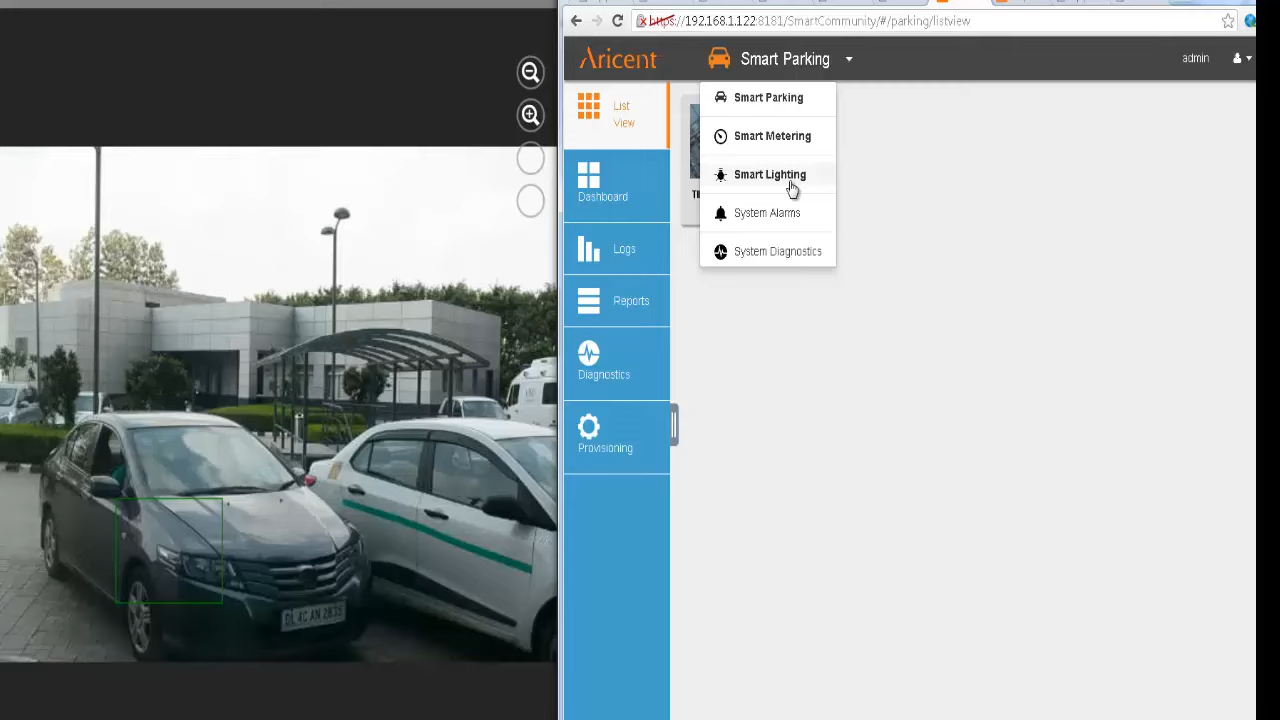 https://192.168.1.122:8181/SmartCommunity/#/parking/listview
Aricent
Smart Parking
admin
List
View
Dashboard
Logs
Reports
Diagnostics
Provisioning
Smart Parking
Smart Metering
Smart Lighting
System Alarms
System Diagnostics